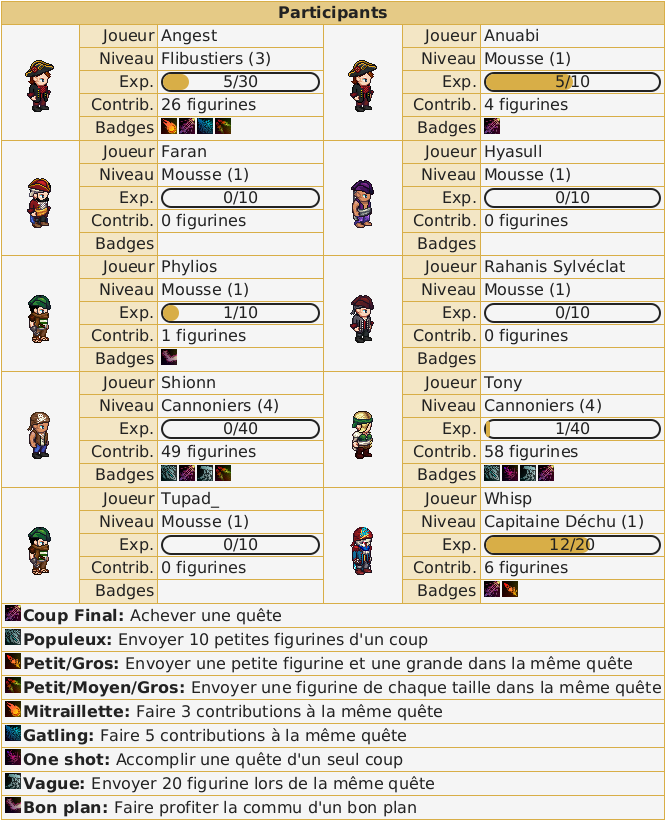 Participants
Joueur Angest
Niveau Flibustiers (3)
Exp. 5/30
Contrib. 26 figurines
Badges
Joueur Anuabi
Niveau Mousse (1)
Exp. 5/10
Contrib. 4 figurines
Badges
Joueur Faran
Niveau Mousse (1)
Exp. 0/10
Contrib. 0 figurines
Badges
Joueur Hyasull
Niveau Mousse (1)
Exp. 0/10
Contrib. 0 figurines
Badges
Joueur Phylios
Niveau Mousse (1)
Exp. 1/10
Contrib. 1 figurines
Badges
Joueur Rahanis Sylvéclat
Niveau Mousse (1)
Exp. 0/10
Contrib. 0 figurines
Badges
Joueur Shionn
Niveau Cannoniers (4)
Exp. 0/40
Contrib. 49 figurines
Badges
Joueur Tony
Niveau Cannoniers (4)
Exp. 1/40
Contrib. 58 figurines
Badges
Joueur Tupad_
Niveau Mousse (1)
Exp. 0/10
Contrib. 0 figurines
Badges
Joueur Whisp
Niveau Capitaine Déchu (1)
Exp. 12/20
Contrib. 6 figurines
Badges
Coup Final: Achever une quête
Populeux: Envoyer 10 petites figurines d'un coup
Petit/Gros: Envoyer une petite figurine et une grande dans la même quête
Petit/Moyen/Gros: Envoyer une figurine de chaque taille dans la même quête
Mitraillette: Faire 3 contributions à la même quête
Gatling: Faire 5 contributions à la même quête
One shot: Accomplir une quête d'un seul coup
Vague: Envoyer 20 figurine lors de la même quête
Bon plan: Faire profiter la commu d'un bon plan